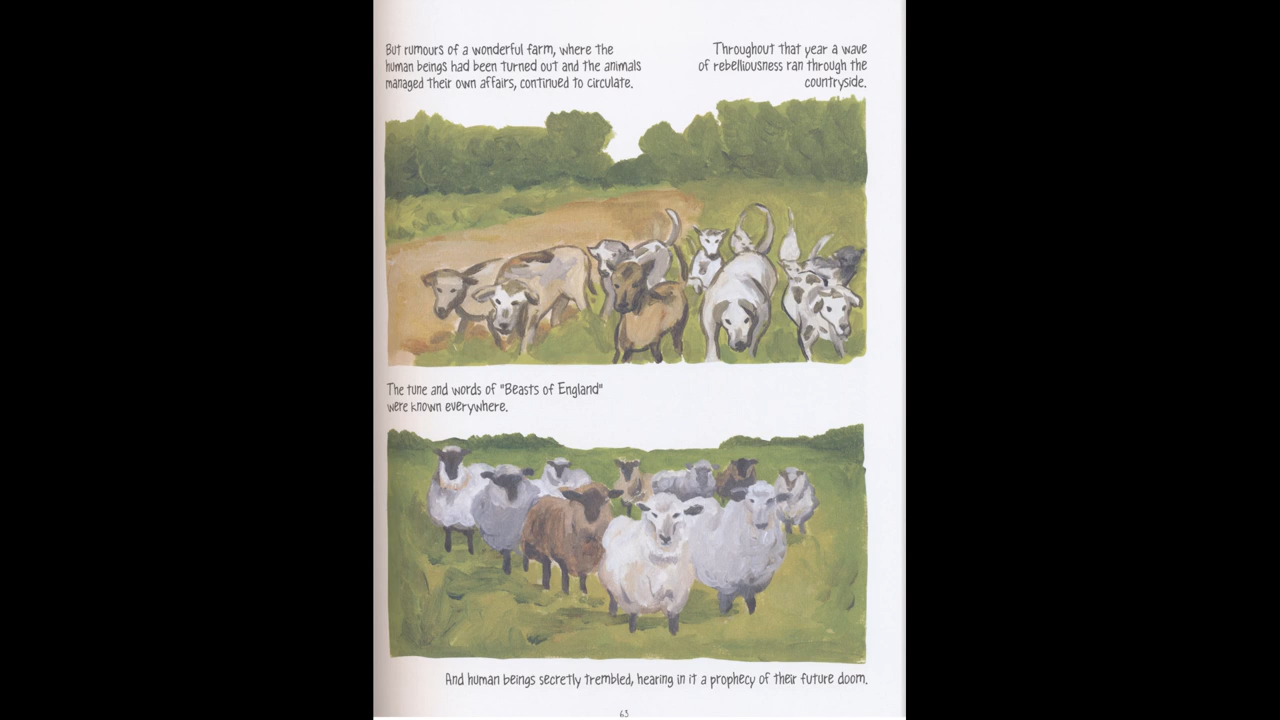 But rumours of a wonderful farm, where the
human beings had been turned out and the animals
managed their own affairs, continued to circulate.
Throughout that year a wave
of rebelliousness ran through the
countryside.
The tune and words of "Beasts of England"
were known everywhere.
And human beings secretly trembled, hearing in it a prophecy of their future doom.
63